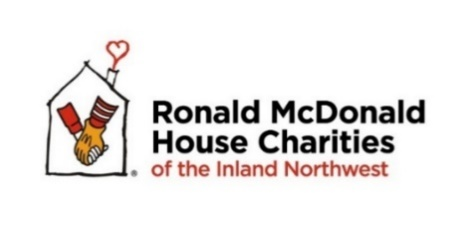 Ronald McDonald
House Charities
of the Inland Northwest
®